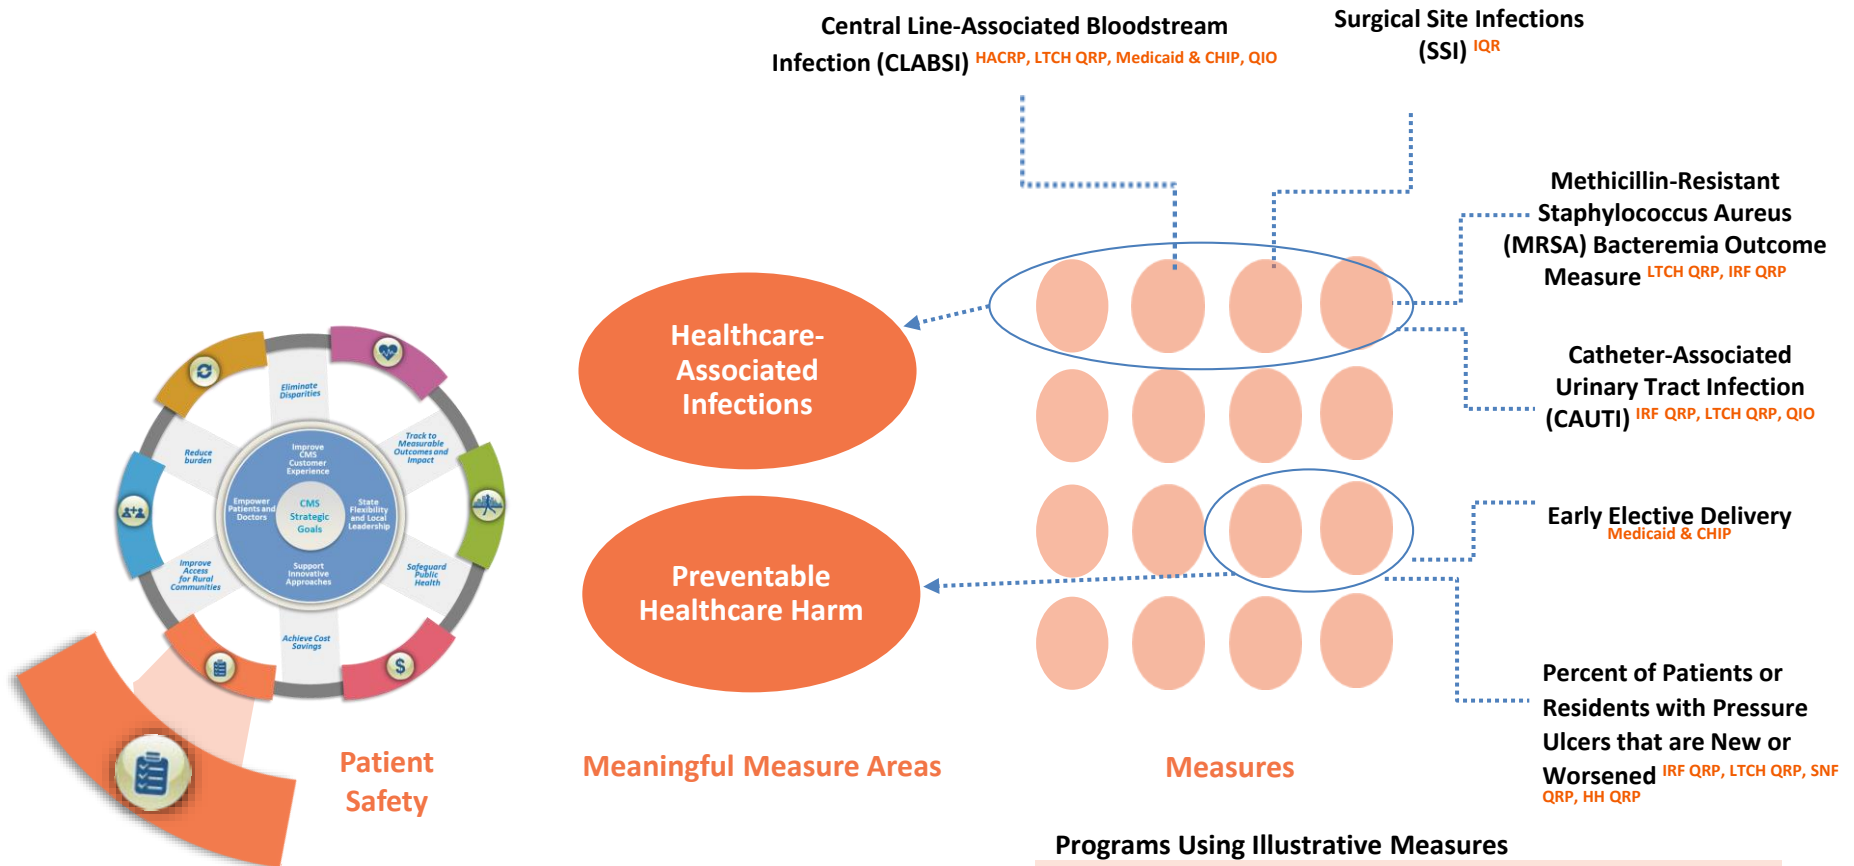 Central Line-Associated Bloodstream
Infection (CLABSI) HACRP, LTCH QRP, Medicaid & CHIP, QIO
Surgical Site Infections
(SSI) IQR
Methicillin-Resistant
Staphylococcus Aureus
(MRSA) Bacteremia Outcome
Measure LTCH QRP, IRF QRP
Healthcare-
Associated
Infections
Catheter-Associated
Urinary Tract Infection
(CAUTI) IRF QRP, LTCH QRP, QIO
Eliminate
Disparities
Track to
Measurable
Outcomes and
Impact
Reduce
burden
Improve
CMS
Customer
Experience
Empower
Patients and
Doctors
CMS
Strategic
Goals
State
Flexibility
and Local
Leadership
Support
Innovative
Approaches
Improve
Access
for Rural
Communities
Safeguard
Public
Health
Achieve Cost
Savings
$
Early Elective Delivery
Medicaid & CHIP
Preventable
Healthcare Harm
Percent of Patients or
Residents with Pressure
Ulcers that are New or
Worsened IRF QRP, LTCH QRP, SNF
QRP, HH QRP
Patient
Safety
Meaningful Measure Areas
Measures
Programs Using Illustrative Measures